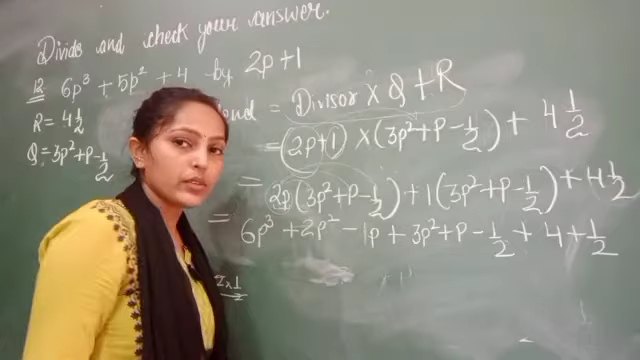 Divide and check your answer.
12 6p³ + 5p² + 4 by 2p+1
R = 4½
Q = 3p²+p-½
end = Divisor x Q + R
= (2p+1) x (3p²+p-½) + 4½
= 2p(3p²+p-½) + 1(3p²+p-½) + 4½
= 6p³ + 2p² - 1p + 3p² + p - ½ + 4 + ½